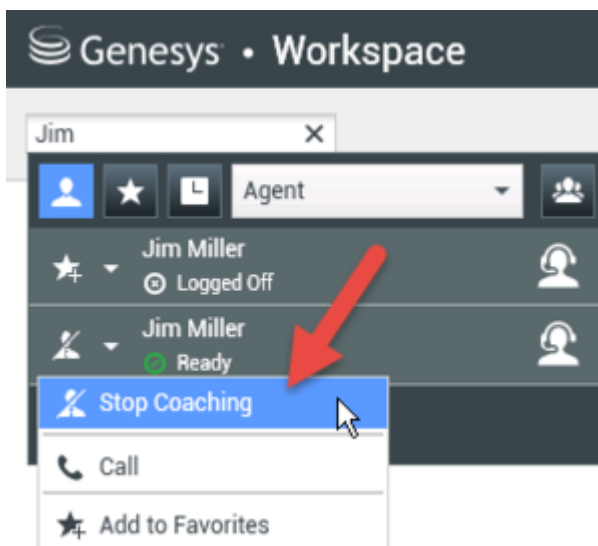 Genesys • Workspace
Jim
Agent
Jim Miller
Logged Off
Jim Miller
Ready
Stop Coaching
Call
Add to Favorites